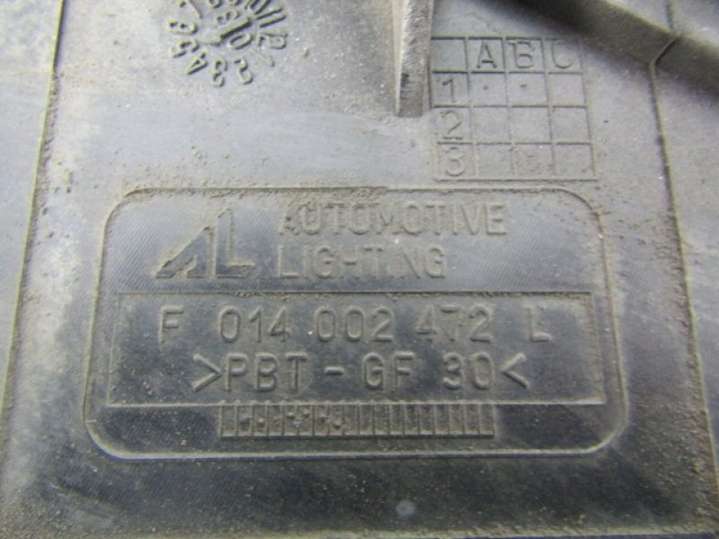 A B C
1
2
3
AL AUTOMOTIVE
LIGHTING
F 014 002 472 L
>PBT - GF 30<